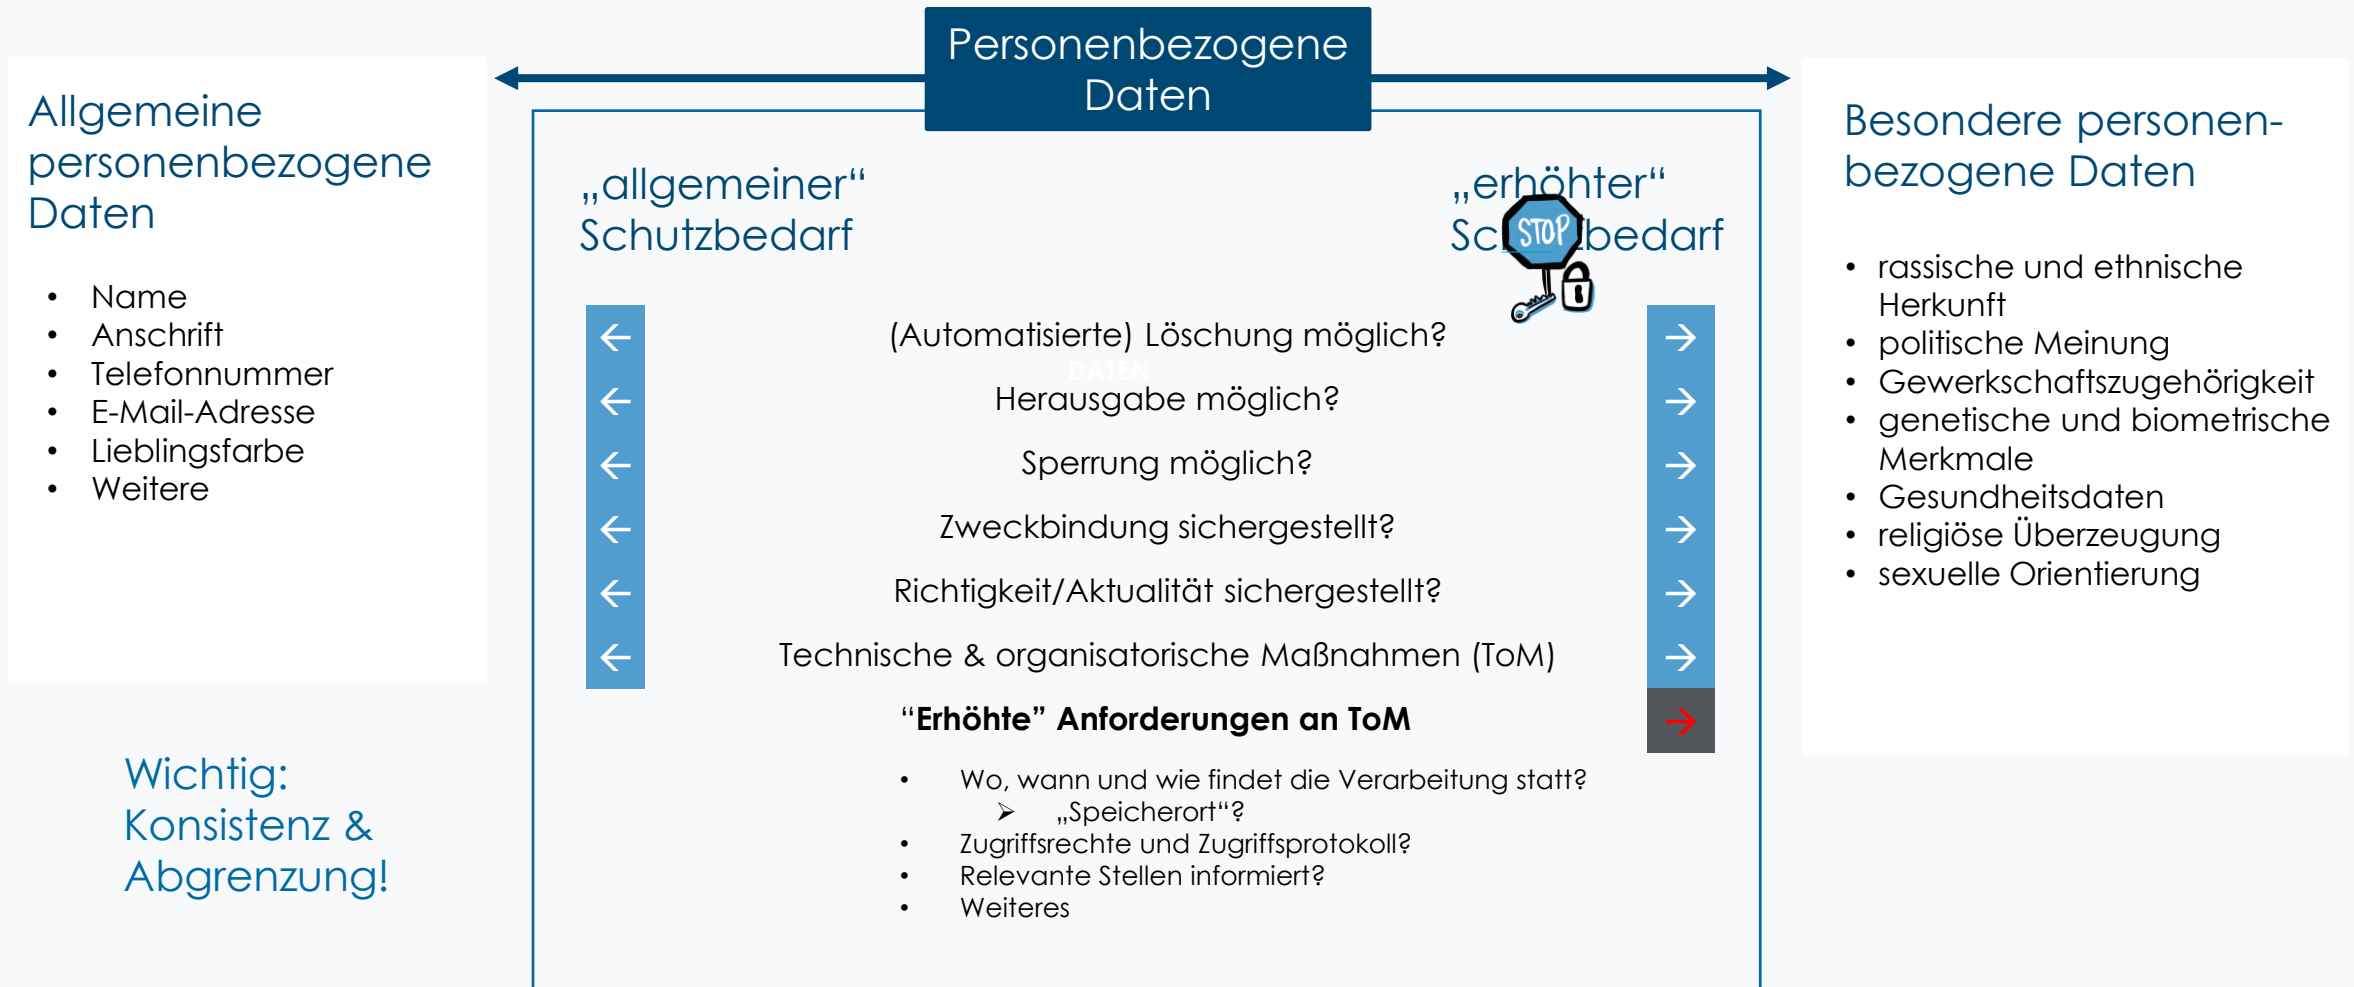 Personenbezogene
Daten
Allgemeine
personenbezogene
Daten
• Name
• Anschrift
• Telefonnummer
• E-Mail-Adresse
• Lieblingsfarbe
• Weitere
Wichtig:
Konsistenz &
Abgrenzung!
„allgemeiner“
Schutzbedarf
„erhöhter“
Schutzbedarf
STOP
← (Automatisierte) Löschung möglich? →
DATEN
← Herausgabe möglich? →
← Sperrung möglich? →
← Zweckbindung sichergestellt? →
← Richtigkeit/Aktualität sichergestellt? →
← Technische & organisatorische Maßnahmen (ToM) →
“Erhöhte” Anforderungen an ToM →
• Wo, wann und wie findet die Verarbeitung statt?
➢ „Speicherort“?
• Zugriffsrechte und Zugriffsprotokoll?
• Relevante Stellen informiert?
• Weiteres
Besondere personen-
bezogene Daten
• rassische und ethnische
Herkunft
• politische Meinung
• Gewerkschaftszugehörigkeit
• genetische und biometrische
Merkmale
• Gesundheitsdaten
• religiöse Überzeugung
• sexuelle Orientierung